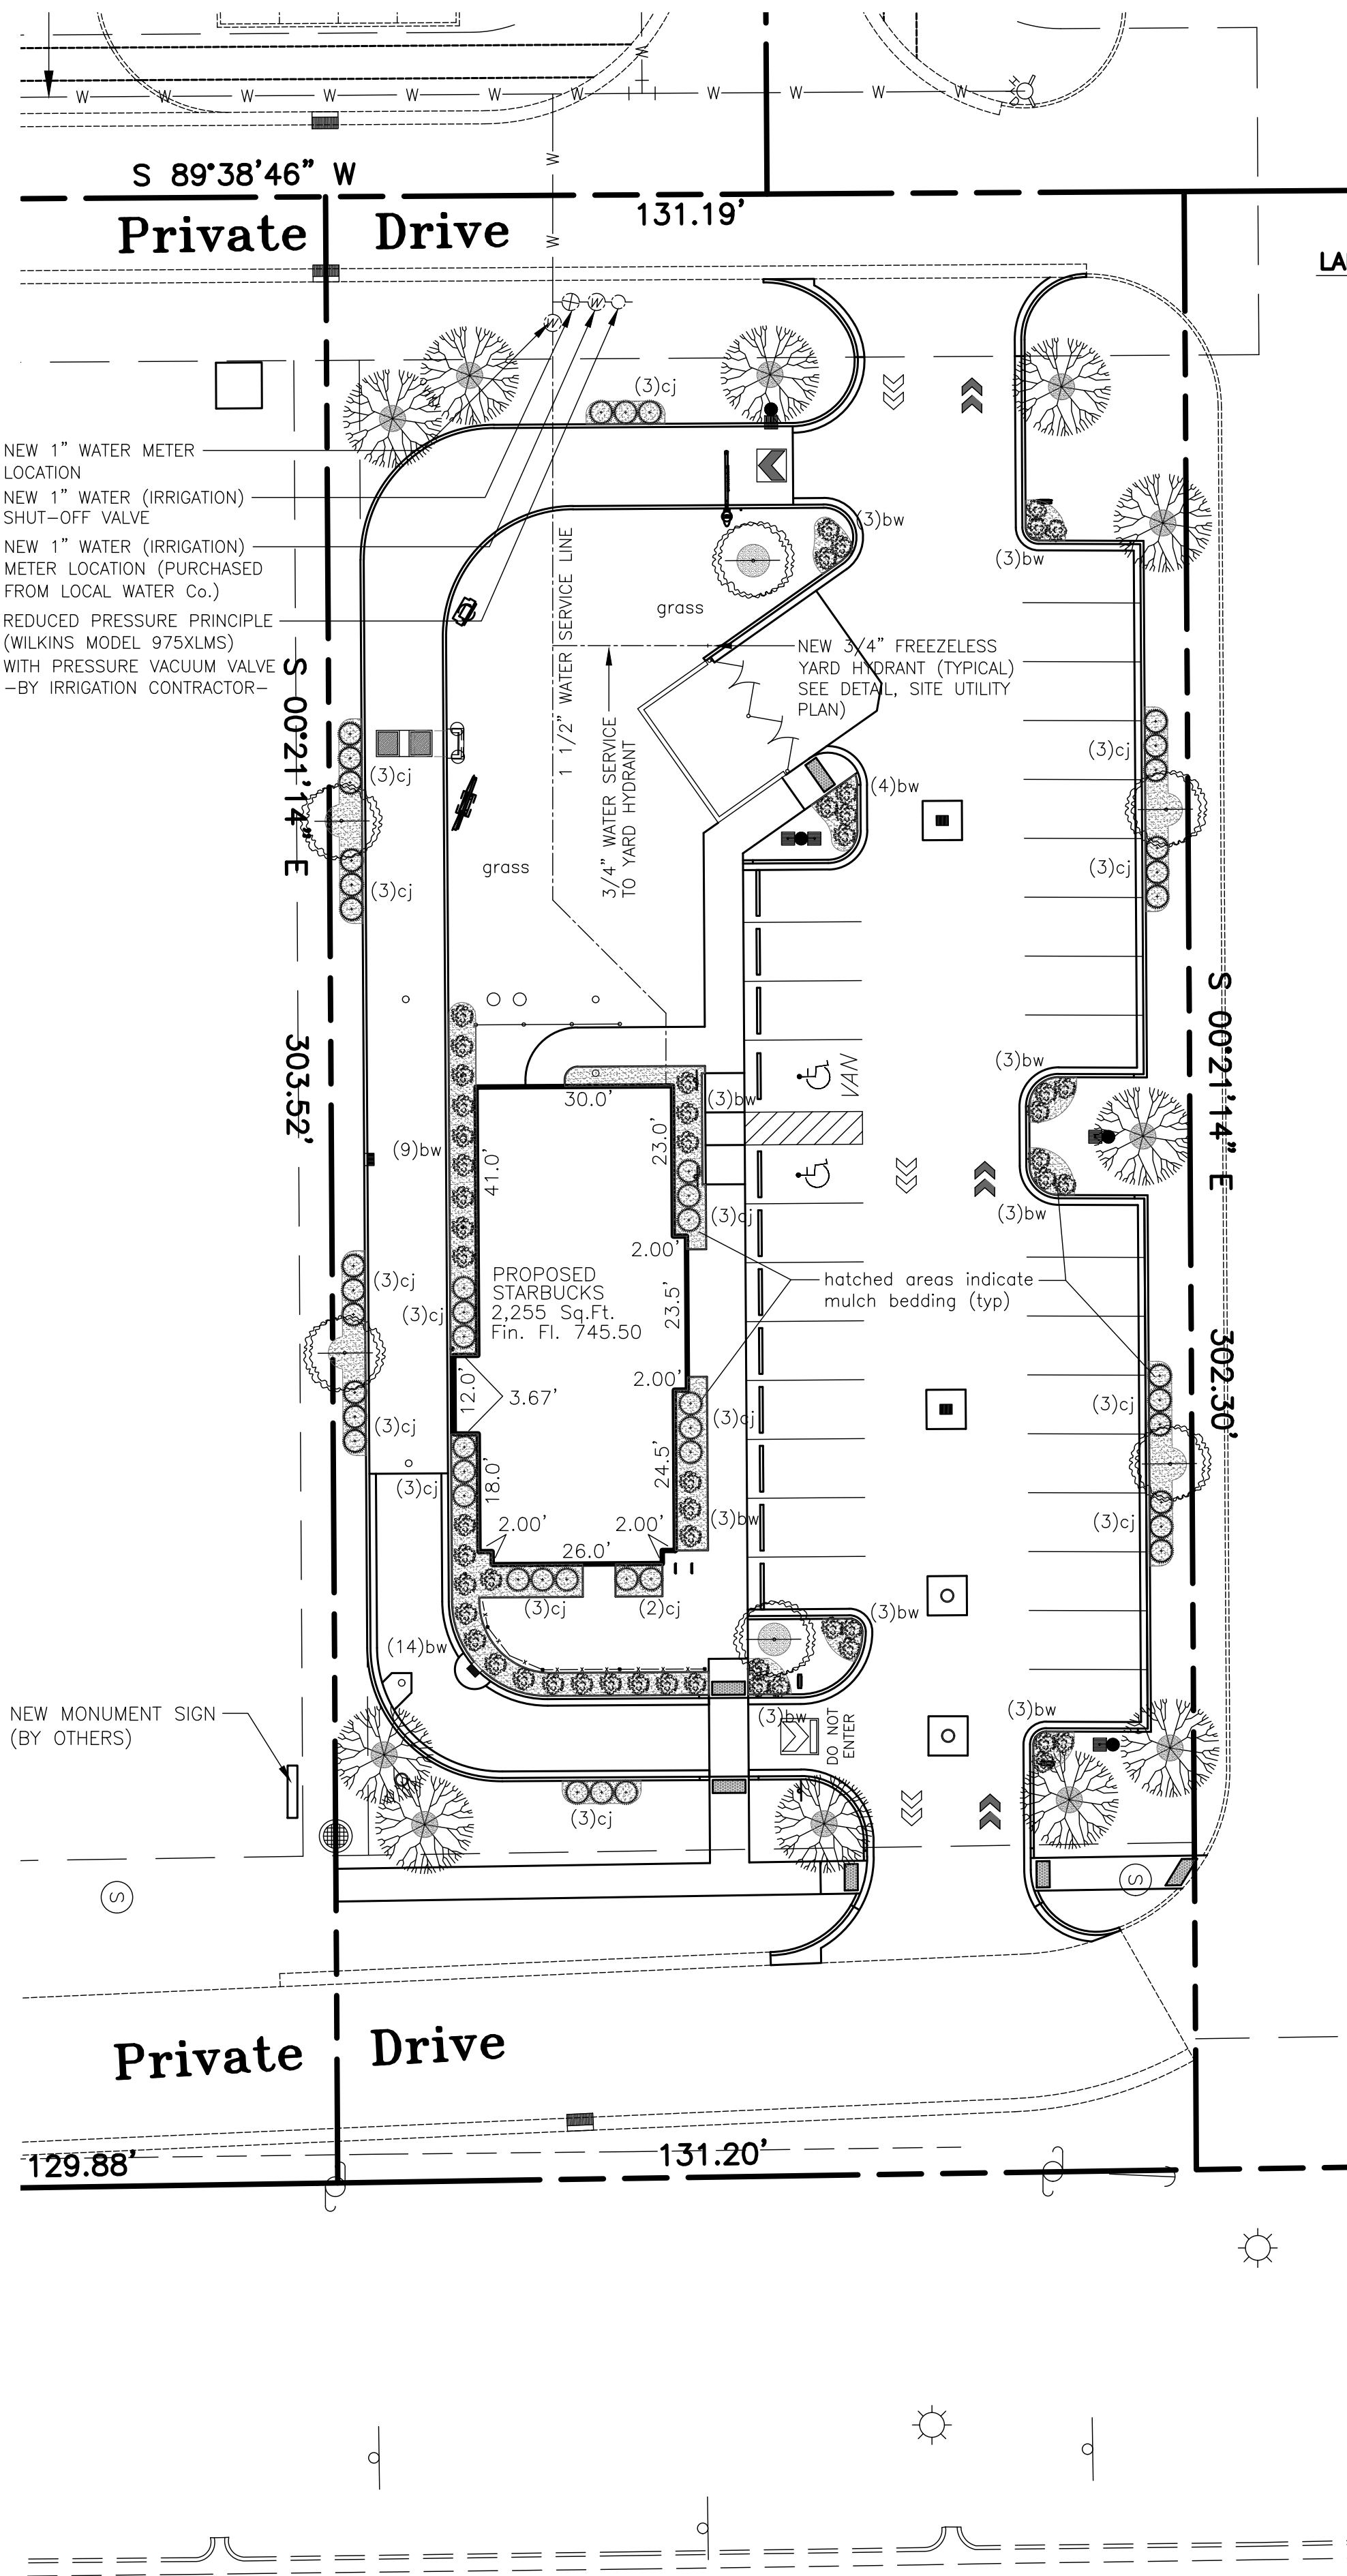 W W W W W W W W W W W
W
W
S 89°38'46" W
131.19'
Private Drive
W
LA
W
W
(3)cj
NEW 1" WATER METER
LOCATION
NEW 1" WATER (IRRIGATION)
SHUT-OFF VALVE
NEW 1" WATER (IRRIGATION)
METER LOCATION (PURCHASED
FROM LOCAL WATER Co.)
REDUCED PRESSURE PRINCIPLE
(WILKINS MODEL 975XLMS)
WITH PRESSURE VACUUM VALVE
-BY IRRIGATION CONTRACTOR-
(3)bw
(3)bw
grass
1 1/2" WATER SERVICE LINE
NEW 3/4" FREEZELESS
YARD HYDRANT (TYPICAL)
SEE DETAIL, SITE UTILITY
PLAN)
3/4" WATER SERVICE
TO YARD HYDRANT
S 00°21'14" E
303.52'
(3)cj
(3)cj
(4)bw
(3)cj
(3)cj
grass
S 00°21'14" E
302.30'
(3)bw
VAN
30.0'
(3)bw
23.0'
41.0'
(9)bw
(3)cj
(3)bw
2.00'
PROPOSED
STARBUCKS
2,255 Sq.Ft.
Fin. Fl. 745.50
hatched areas indicate
mulch bedding (typ)
(3)cj
(3)cj
23.5'
2.00'
12.0'
3.67'
(3)cj
(3)cj
(3)cj
24.5'
18.0'
(3)cj
2.00'
2.00'
(3)bw
(3)cj
26.0'
(3)cj
(2)cj
(3)bw
(14)bw
NEW MONUMENT SIGN
(BY OTHERS)
(3)bw
(3)bw
DO NOT
ENTER
(3)cj
S
S
Private Drive
129.88'
131.20'